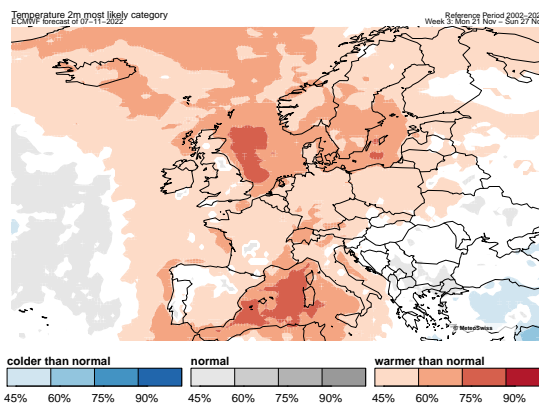 Temperature 2m most likely category
ECMWF forecast of 07−11−2022
Reference Period 2002−202
Week 3: Mon 21 Nov − Sun 27 No
© MeteoSwiss
colder than normal
normal
warmer than normal
45% 60% 75% 90% 45% 60% 75% 90% 45% 60% 75% 90%